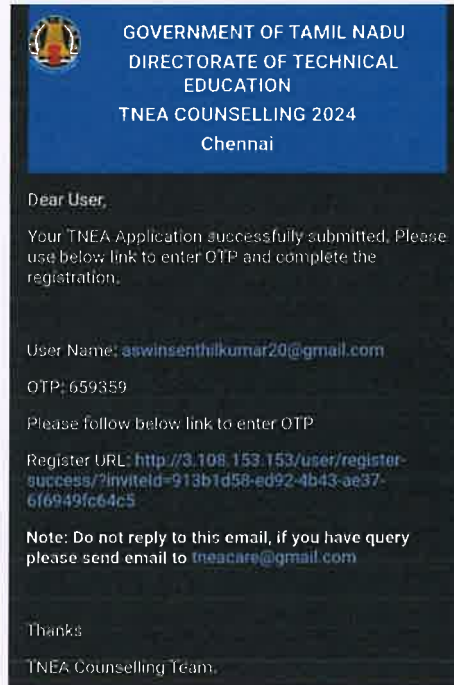 GOVERNMENT OF TAMIL NADU
DIRECTORATE OF TECHNICAL
EDUCATION
TNEA COUNSELLING 2024
Chennai
Dear User,
Your TNEA Application successfully submitted. Please
use below link to enter OTP and complete the
registration.
User Name: aswinsenthilkumar20@gmail.com
OTP: 659359
Please follow below link to enter OTP
Register URL: http://3.108.153.153/user/register-
success/?inviteId=913b1d58-ed92-4b43-ae37-
6f6949fc64c5
Note: Do not reply to this email, if you have query
please send email to tneacare@gmail.com
Thanks
TNEA Counselling Team.